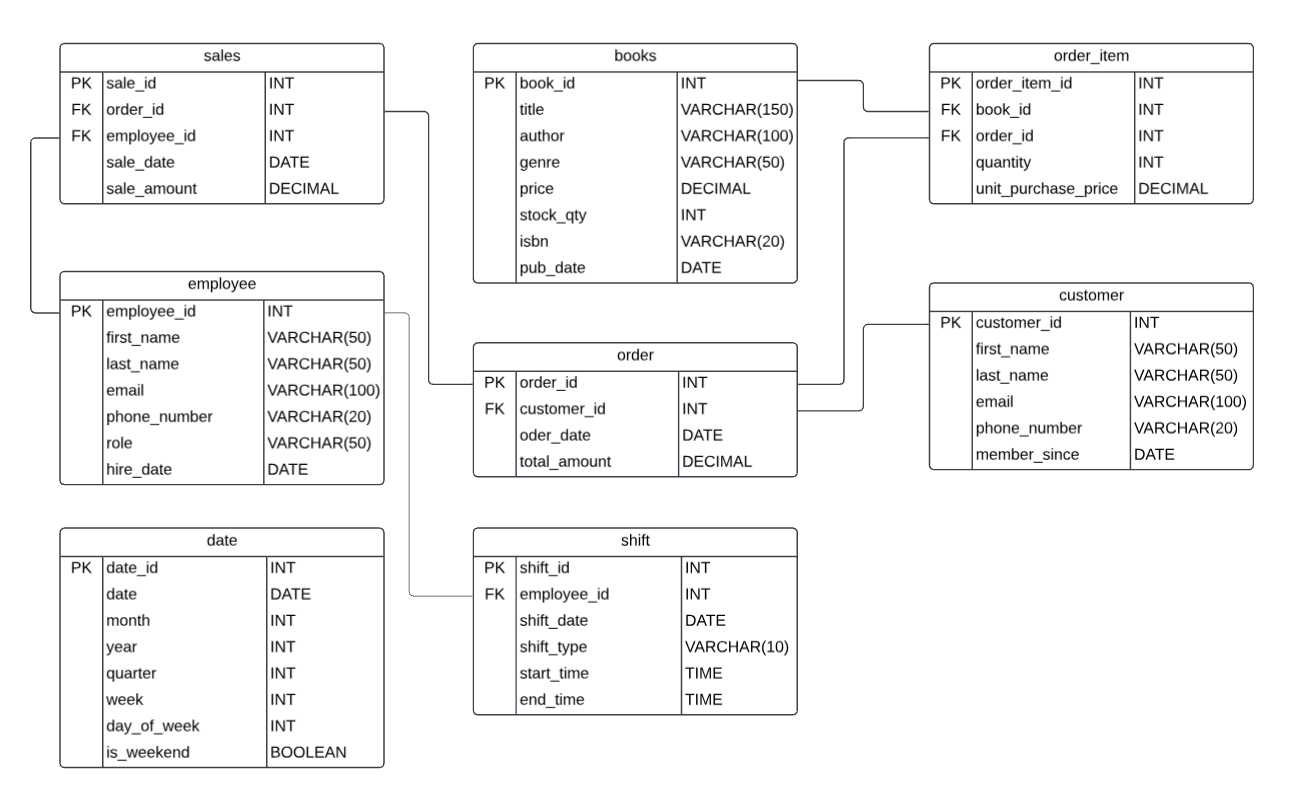 sales
PK sale_id INT
FK order_id INT
FK employee_id INT
sale_date DATE
sale_amount DECIMAL
books
PK book_id INT
title VARCHAR(150)
author VARCHAR(100)
genre VARCHAR(50)
price DECIMAL
stock_qty INT
isbn VARCHAR(20)
pub_date DATE
order_item
PK order_item_id INT
FK book_id INT
FK order_id INT
quantity INT
unit_purchase_price DECIMAL
employee
PK employee_id INT
first_name VARCHAR(50)
last_name VARCHAR(50)
email VARCHAR(100)
phone_number VARCHAR(20)
role VARCHAR(50)
hire_date DATE
order
PK order_id INT
FK customer_id INT
oder_date DATE
total_amount DECIMAL
customer
PK customer_id INT
first_name VARCHAR(50)
last_name VARCHAR(50)
email VARCHAR(100)
phone_number VARCHAR(20)
member_since DATE
date
PK date_id INT
date DATE
month INT
year INT
quarter INT
week INT
day_of_week INT
is_weekend BOOLEAN
shift
PK shift_id INT
FK employee_id INT
shift_date DATE
shift_type VARCHAR(10)
start_time TIME
end_time TIME